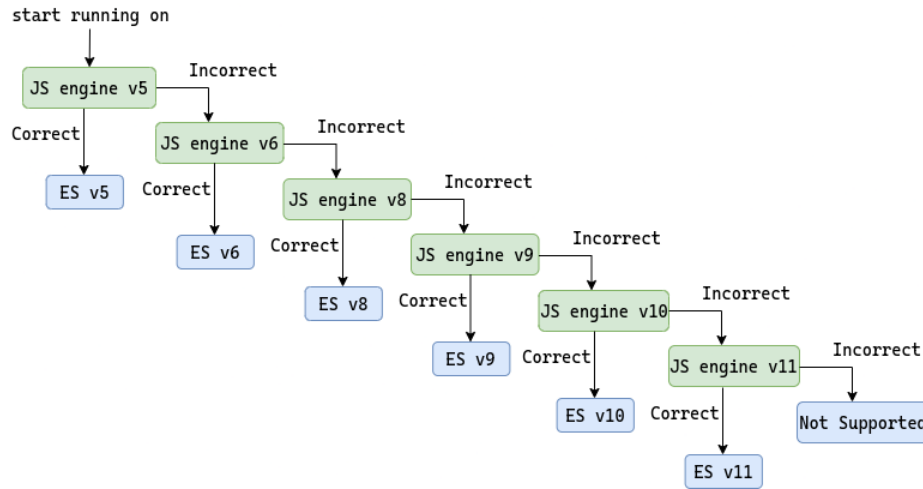 start running on
Incorrect
JS engine v5
Correct
Incorrect
JS engine v6
ES v5
Correct
Incorrect
JS engine v8
ES v6
Correct
Incorrect
JS engine v9
ES v8
Correct
Incorrect
JS engine v10
ES v9
Correct
Incorrect
JS engine v11
ES v10
Correct
Not Supported
ES v11